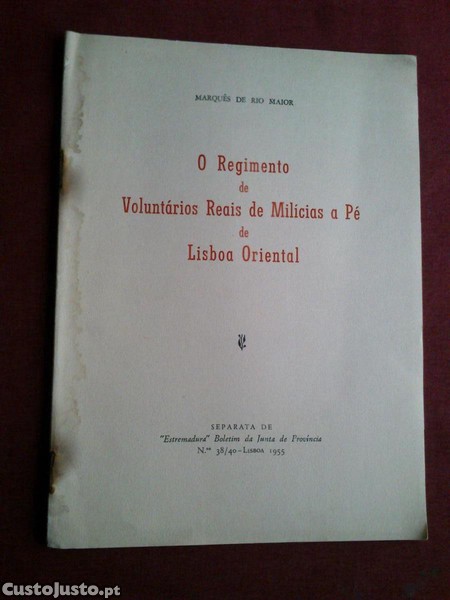 MARQUÊS DE RIO MAIOR
O Regimento
de
Voluntários Reais de Milícias a Pé
de
Lisboa Oriental
SEPARATA DE
"Estremadura" Boletim da Junta de Província
N.os 38/40 – LISBOA 1955
CustoJusto.pt